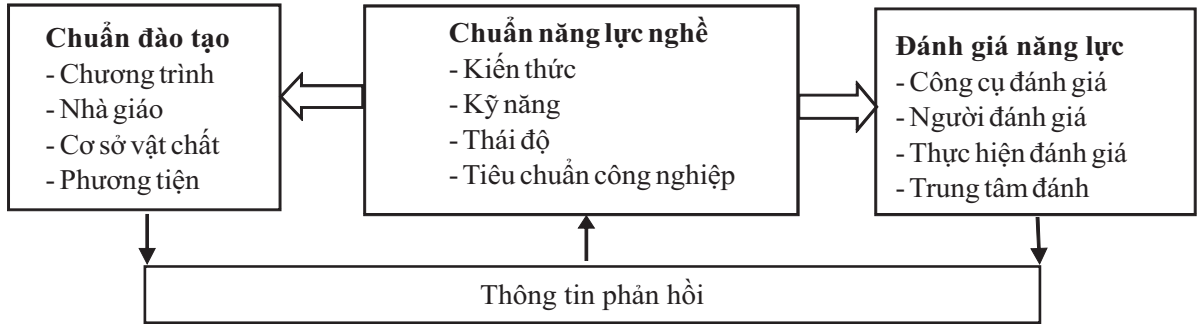 Chuẩn đào tạo
- Chương trình
- Nhà giáo
- Cơ sở vật chất
- Phương tiện
Chuẩn năng lực nghề
- Kiến thức
- Kỹ năng
- Thái độ
- Tiêu chuẩn công nghiệp
Đánh giá năng lực
- Công cụ đánh giá
- Người đánh giá
- Thực hiện đánh giá
- Trung tâm đánh
Thông tin phản hồi